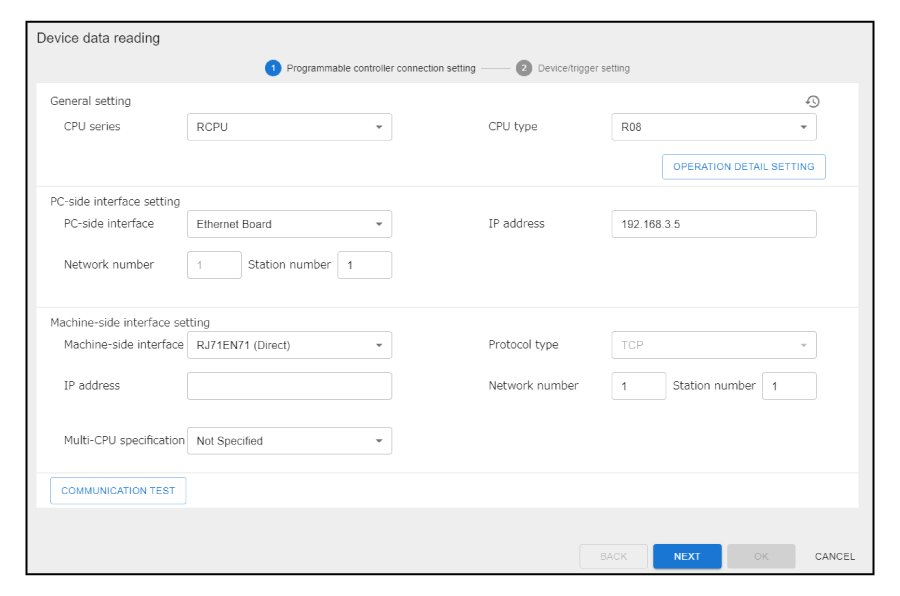 Device data reading
1 Programmable controller connection setting 2 Device/trigger setting
General setting
CPU series RCPU CPU type R08
OPERATION DETAIL SETTING
PC-side interface setting
PC-side interface Ethernet Board IP address 192.168.3.5
Network number 1 Station number 1
Machine-side interface setting
Machine-side interface RJ71EN71 (Direct) Protocol type TCP
IP address Network number 1 Station number 1
Multi-CPU specification Not Specified
COMMUNICATION TEST
BACK NEXT OK CANCEL